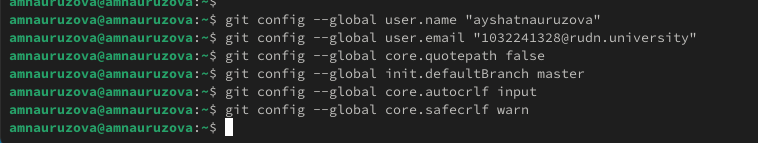 amnauruzova@amnauruzova:~$
amnauruzova@amnauruzova:~$ git config --global user.name "ayshatnauruzova"
amnauruzova@amnauruzova:~$ git config --global user.email "1032241328@rudn.university"
amnauruzova@amnauruzova:~$ git config --global core.quotepath false
amnauruzova@amnauruzova:~$ git config --global init.defaultBranch master
amnauruzova@amnauruzova:~$ git config --global core.autocrlf input
amnauruzova@amnauruzova:~$ git config --global core.safecrlf warn
amnauruzova@amnauruzova:~$